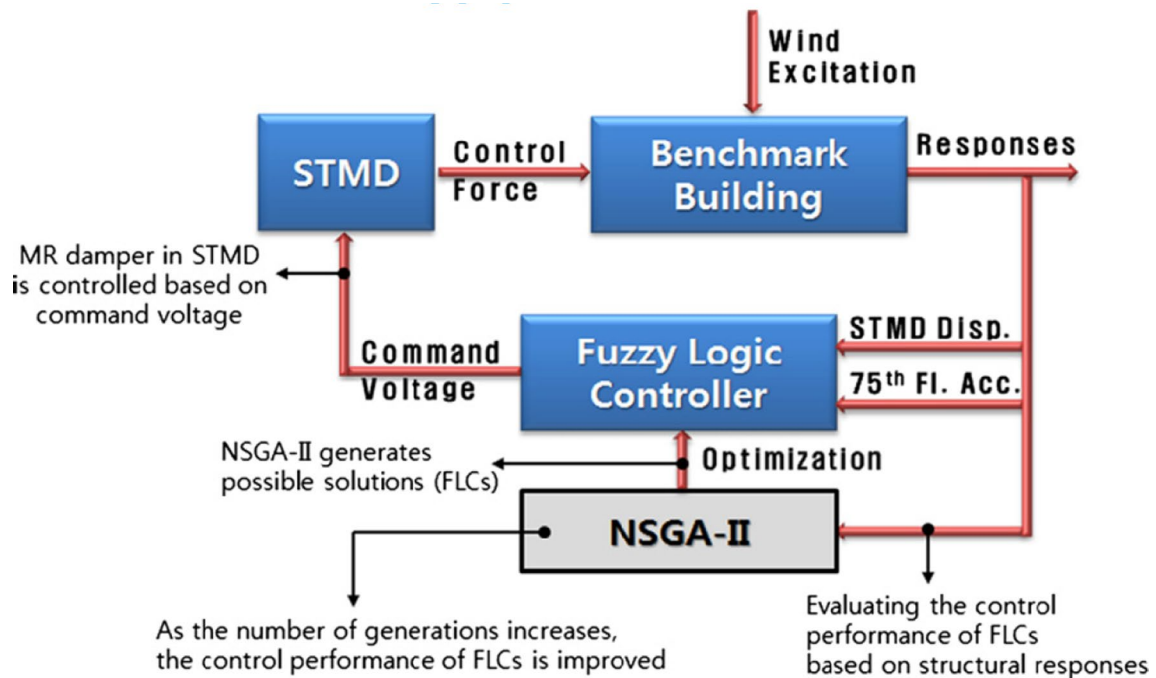 Wind
Excitation
STMD
Control
Force
Benchmark
Building
Responses
MR damper in STMD
is controlled based on
command voltage
Command
Voltage
Fuzzy Logic
Controller
STMD Disp.
75th Fl. Acc.
NSGA-II generates
possible solutions (FLCs)
Optimization
NSGA-II
As the number of generations increases,
the control performance of FLCs is improved
Evaluating the control
performance of FLCs
based on structural responses